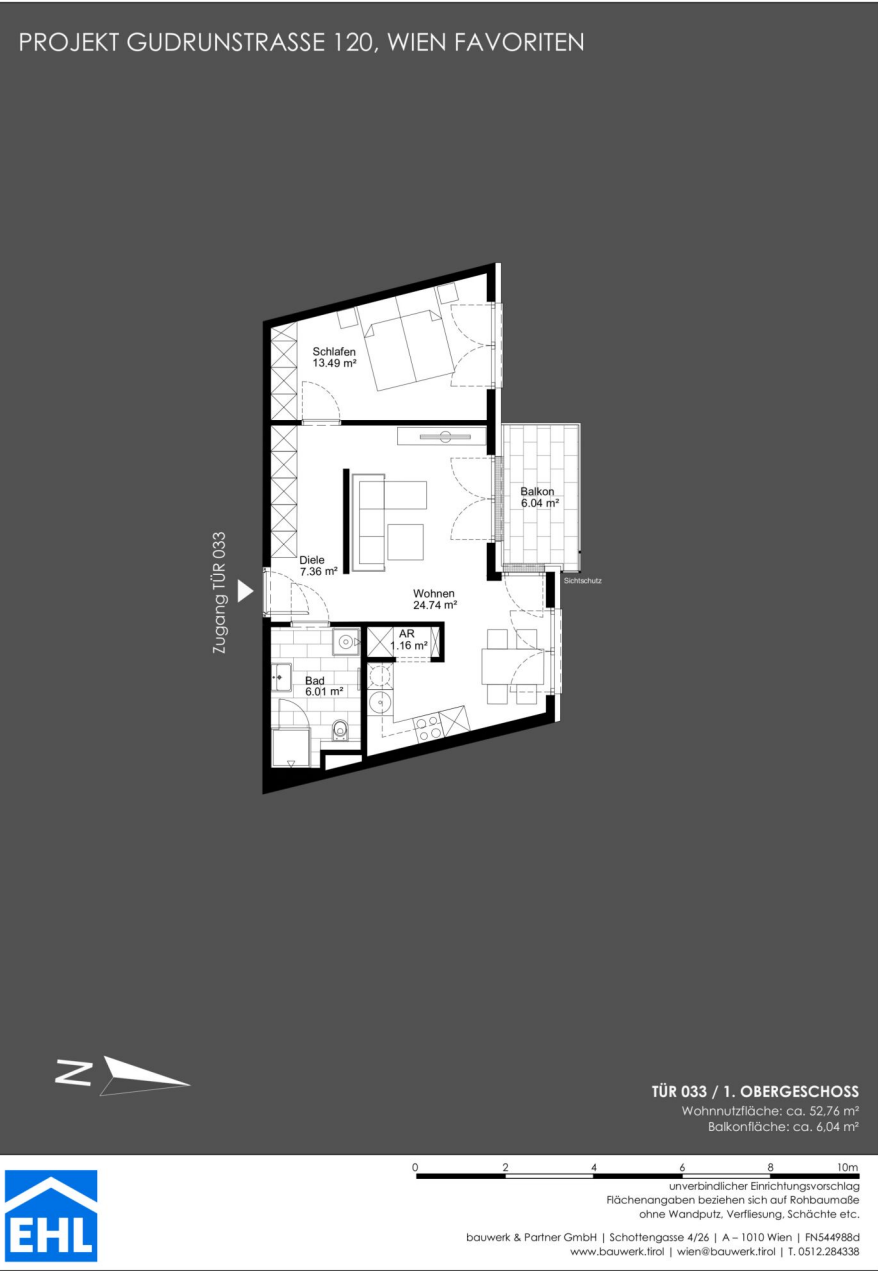 PROJEKT GUDRUNSTRASSE 120, WIEN FAVORITEN
Schlafen
13.49 m²
Balkon
6.04 m²
Zugang TÜR 033
Diele
7.36 m²
Sichtschutz
Wohnen
24.74 m²
AR
1.16 m²
Bad
6.01 m²
N
TÜR 033 / 1. OBERGESCHOSS
Wohnnutzfläche: ca. 52,76 m²
Balkonfläche: ca. 6,04 m²
0 2 4 6 8 10m
unverbindlicher Einrichtungsvorschlag
Flächenangaben beziehen sich auf Rohbaumaße
ohne Wandputz, Verfliesung, Schächte etc.
EHL
bauwerk & Partner GmbH | Schottengasse 4/26 | A – 1010 Wien | FN544988d
www.bauwerk.tirol | wien@bauwerk.tirol | T. 0512.284338